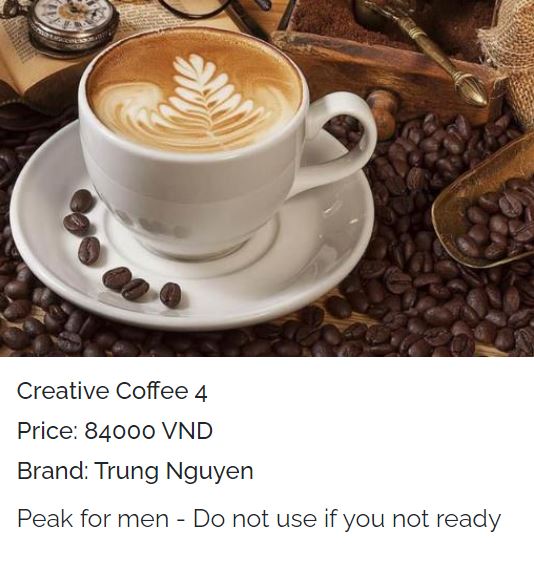 Creative Coffee 4
Price: 84000 VND
Brand: Trung Nguyen
Peak for men - Do not use if you not ready